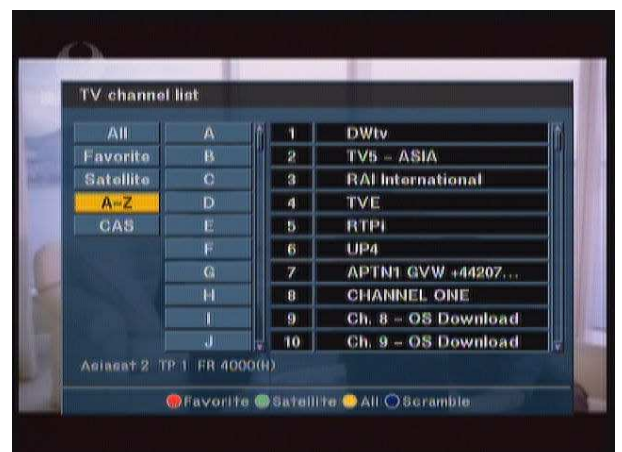 TV channel list
All A 1 DWtv
Favorite B 2 TV5 - ASIA
Satellite C 3 RAI International
A-Z D 4 TVE
CAS E 5 RTPi
F 6 UP4
G 7 APTN1 GVW +44207...
H 8 CHANNEL ONE
I 9 Ch. 8 - OS Download
J 10 Ch. 9 - OS Download
Asiasat 2 TP 1 FR 4000(H)
Favorite Satellite All Scramble